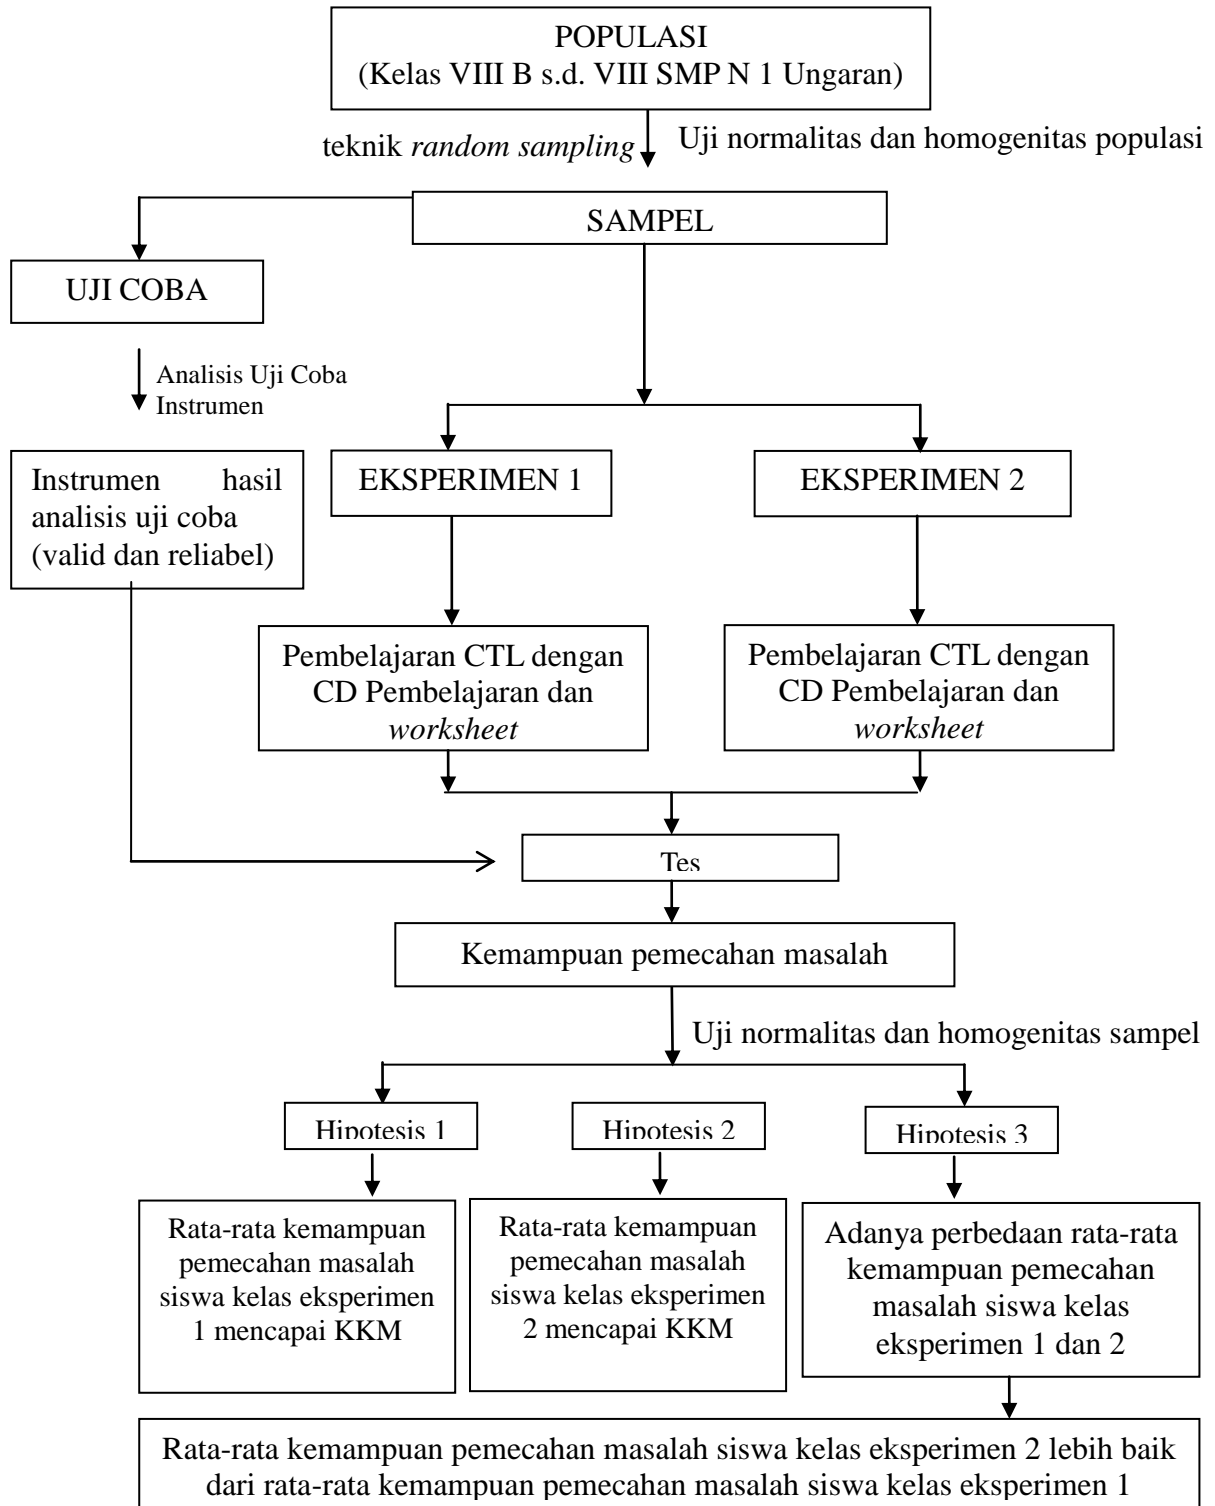 POPULASI
(Kelas VIII B s.d. VIII SMP N 1 Ungaran)
teknik random sampling
Uji normalitas dan homogenitas populasi
SAMPEL
UJI COBA
Analisis Uji Coba
Instrumen
Instrumen hasil
analisis uji coba
(valid dan reliabel)
EKSPERIMEN 1
EKSPERIMEN 2
Pembelajaran CTL dengan
CD Pembelajaran dan
worksheet
Pembelajaran CTL dengan
CD Pembelajaran dan
worksheet
Tes
Kemampuan pemecahan masalah
Uji normalitas dan homogenitas sampel
Hipotesis 1
Hipotesis 2
Hipotesis 3
Rata-rata kemampuan
pemecahan masalah
siswa kelas eksperimen
1 mencapai KKM
Rata-rata kemampuan
pemecahan masalah
siswa kelas eksperimen
2 mencapai KKM
Adanya perbedaan rata-rata
kemampuan pemecahan
masalah siswa kelas
eksperimen 1 dan 2
Rata-rata kemampuan pemecahan masalah siswa kelas eksperimen 2 lebih baik
dari rata-rata kemampuan pemecahan masalah siswa kelas eksperimen 1